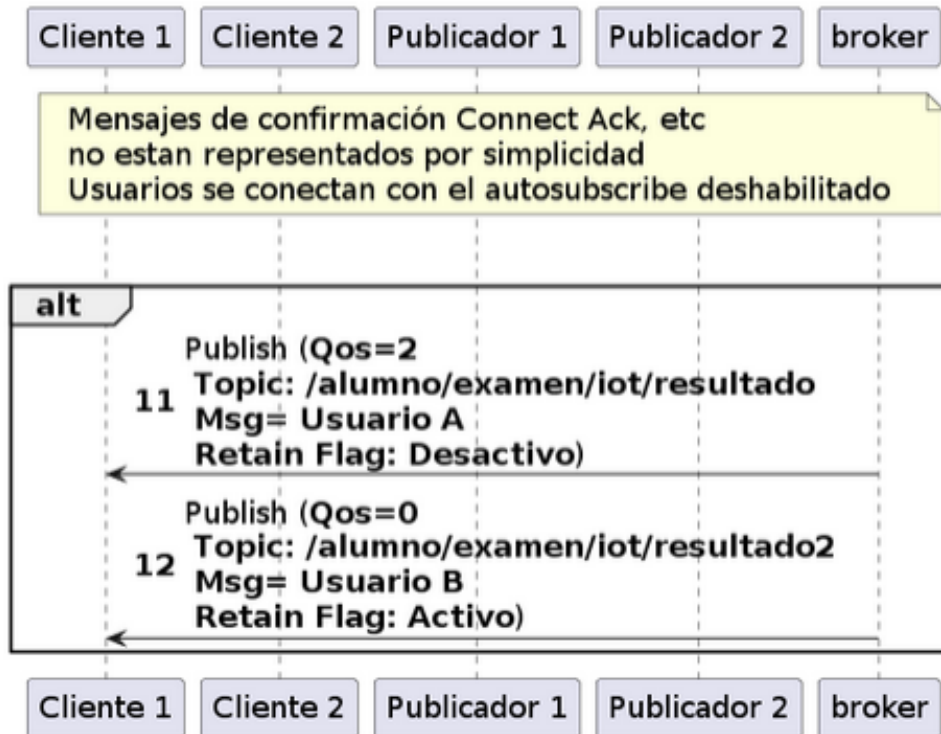 Cliente 1 Cliente 2 Publicador 1 Publicador 2 broker
Mensajes de confirmación Connect Ack, etc
no estan representados por simplicidad
Usuarios se conectan con el autosubscribe deshabilitado
alt
Publish (Qos=2
11 Topic: /alumno/examen/iot/resultado
Msg= Usuario A
Retain Flag: Desactivo)
Publish (Qos=0
12 Topic: /alumno/examen/iot/resultado2
Msg= Usuario B
Retain Flag: Activo)
Cliente 1 Cliente 2 Publicador 1 Publicador 2 broker